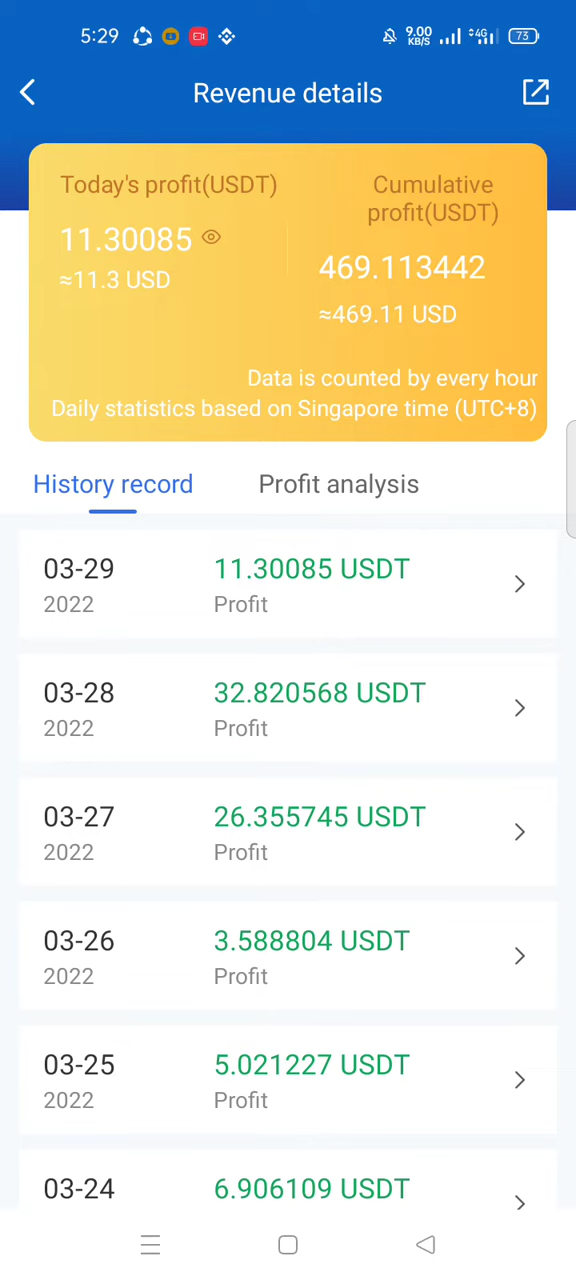 5:29 9.00 KB/S 4G 73
Revenue details
Today's profit(USDT)
11.30085
≈11.3 USD
Cumulative
profit(USDT)
469.113442
≈469.11 USD
Data is counted by every hour
Daily statistics based on Singapore time (UTC+8)
History record Profit analysis
03-29 11.30085 USDT
2022 Profit
03-28 32.820568 USDT
2022 Profit
03-27 26.355745 USDT
2022 Profit
03-26 3.588804 USDT
2022 Profit
03-25 5.021227 USDT
2022 Profit
03-24 6.906109 USDT